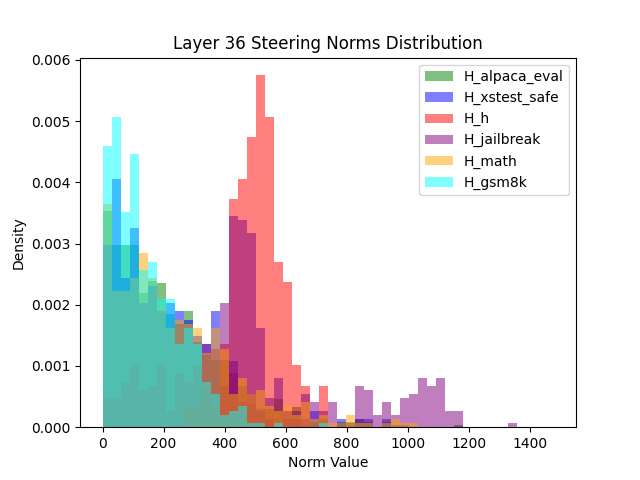 Layer 36 Steering Norms Distribution
0.006
0.005
0.004
0.003
0.002
0.001
0.000
Density
H_alpaca_eval
H_xstest_safe
H_h
H_jailbreak
H_math
H_gsm8k
0 200 400 600 800 1000 1200 1400
Norm Value